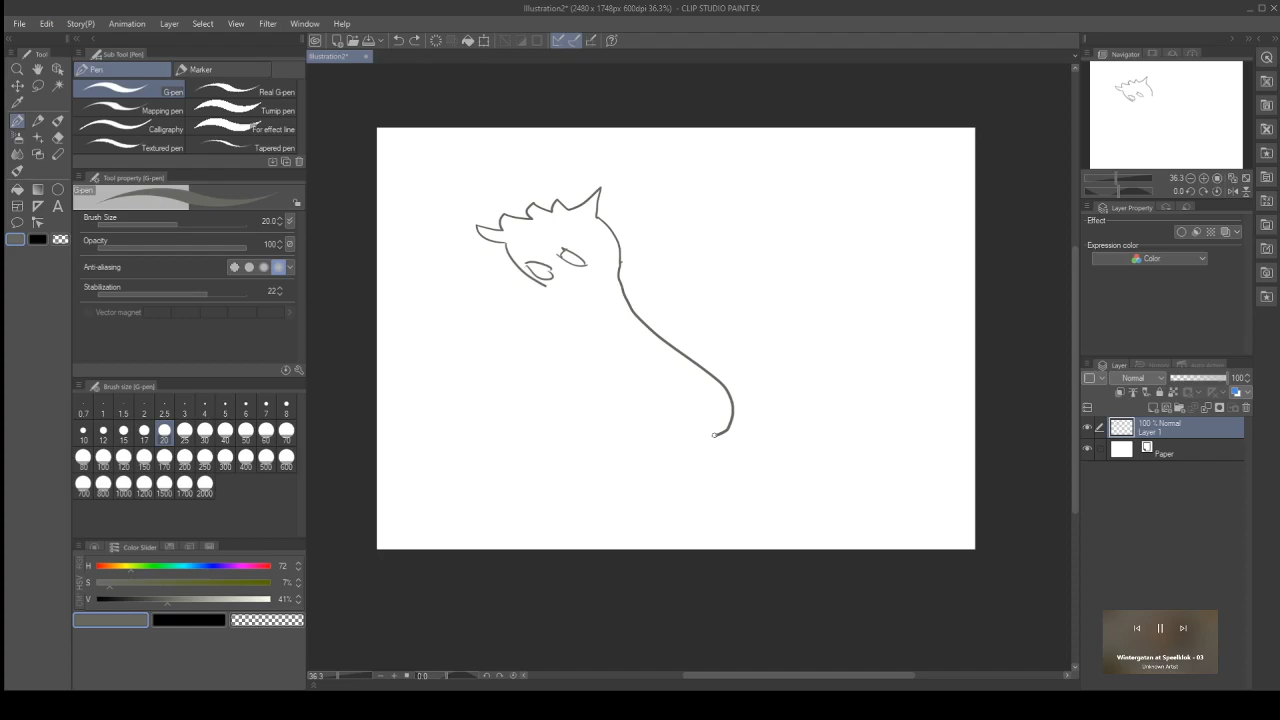 Illustration2* (2480 x 1748px 600dpi 36.3%) - CLIP STUDIO PAINT EX
File Edit Story(P) Animation Layer Select View Filter Window Help
Tool
Sub Tool [Pen]
Illustration2*
Navigator
Pen Marker
G-pen Real G-pen
Mapping pen Turnip pen
Calligraphy For effect line
Textured pen Tapered pen
Tool property [G-pen]
G-pen
Brush Size 20.0
Opacity 100
Anti-aliasing
Stabilization 22
Vector magnet
Brush size [G-pen]
0.7 1 1.5 2 2.5 3 4 5 6 7 8
10 12 15 17 20 25 30 40 50 60 70
80 100 120 150 170 200 250 300 400 500 600
700 800 1000 1200 1500 1700 2000
Color Slider
H 72
S 7%
V 41%
36.3 0.0
36.3
0.0
Layer Property
Effect
Expression color
Color
Layer
Normal 100
100 % Normal
Layer 1
Paper
Wintergatan at Speelklok - 03
Unknown Artist